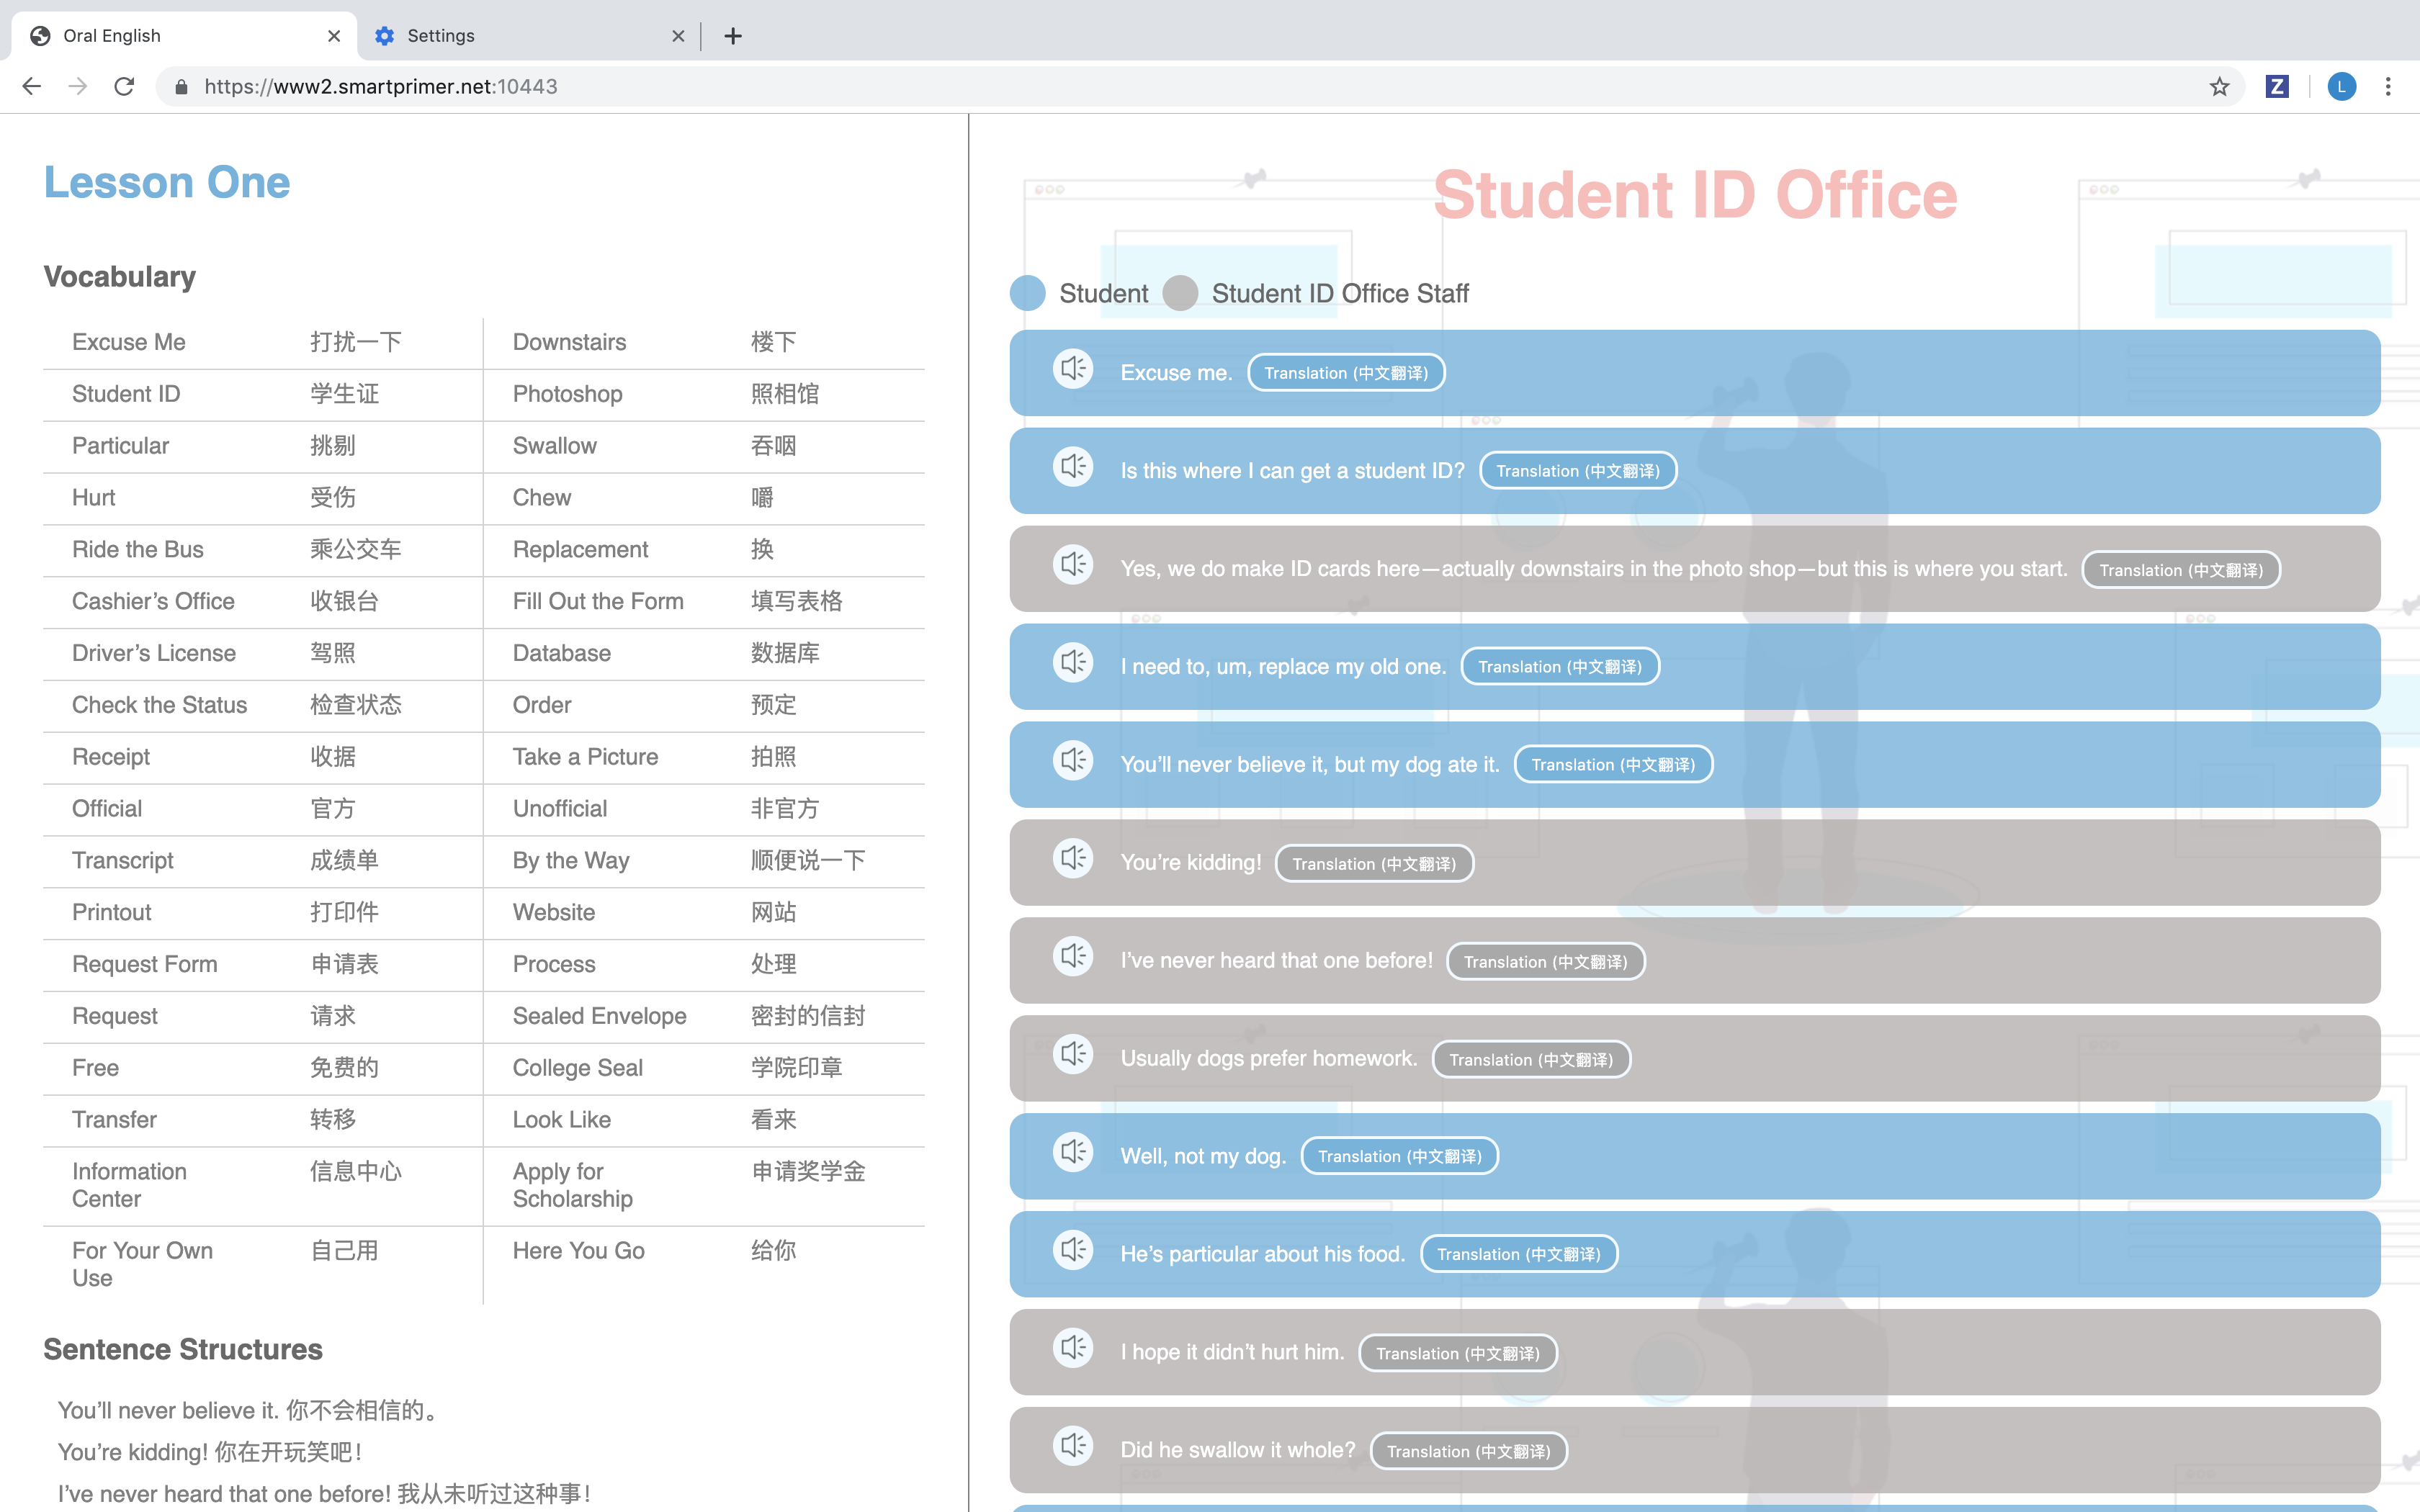 Oral English
Settings
https://www2.smartprimer.net:10443
Z
L
Lesson One
Vocabulary
Excuse Me 打扰一下 Downstairs 楼下
Student ID 学生证 Photoshop 照相馆
Particular 挑剔 Swallow 吞咽
Hurt 受伤 Chew 嚼
Ride the Bus 乘公交车 Replacement 换
Cashier’s Office 收银台 Fill Out the Form 填写表格
Driver’s License 驾照 Database 数据库
Check the Status 检查状态 Order 预定
Receipt 收据 Take a Picture 拍照
Official 官方 Unofficial 非官方
Transcript 成绩单 By the Way 顺便说一下
Printout 打印件 Website 网站
Request Form 申请表 Process 处理
Request 请求 Sealed Envelope 密封的信封
Free 免费的 College Seal 学院印章
Transfer 转移 Look Like 看来
Information 信息中心 Apply for 申请奖学金
Center Scholarship
For Your Own 自己用 Here You Go 给你
Use
Sentence Structures
You’ll never believe it. 你不会相信的。
You’re kidding! 你在开玩笑吧！
I’ve never heard that one before! 我从未听过这种事！
Student ID Office
Student Student ID Office Staff
Excuse me. Translation (中文翻译)
Is this where I can get a student ID? Translation (中文翻译)
Yes, we do make ID cards here—actually downstairs in the photo shop—but this is where you start. Translation (中文翻译)
I need to, um, replace my old one. Translation (中文翻译)
You’ll never believe it, but my dog ate it. Translation (中文翻译)
You’re kidding! Translation (中文翻译)
I’ve never heard that one before! Translation (中文翻译)
Usually dogs prefer homework. Translation (中文翻译)
Well, not my dog. Translation (中文翻译)
He’s particular about his food. Translation (中文翻译)
I hope it didn’t hurt him. Translation (中文翻译)
Did he swallow it whole? Translation (中文翻译)